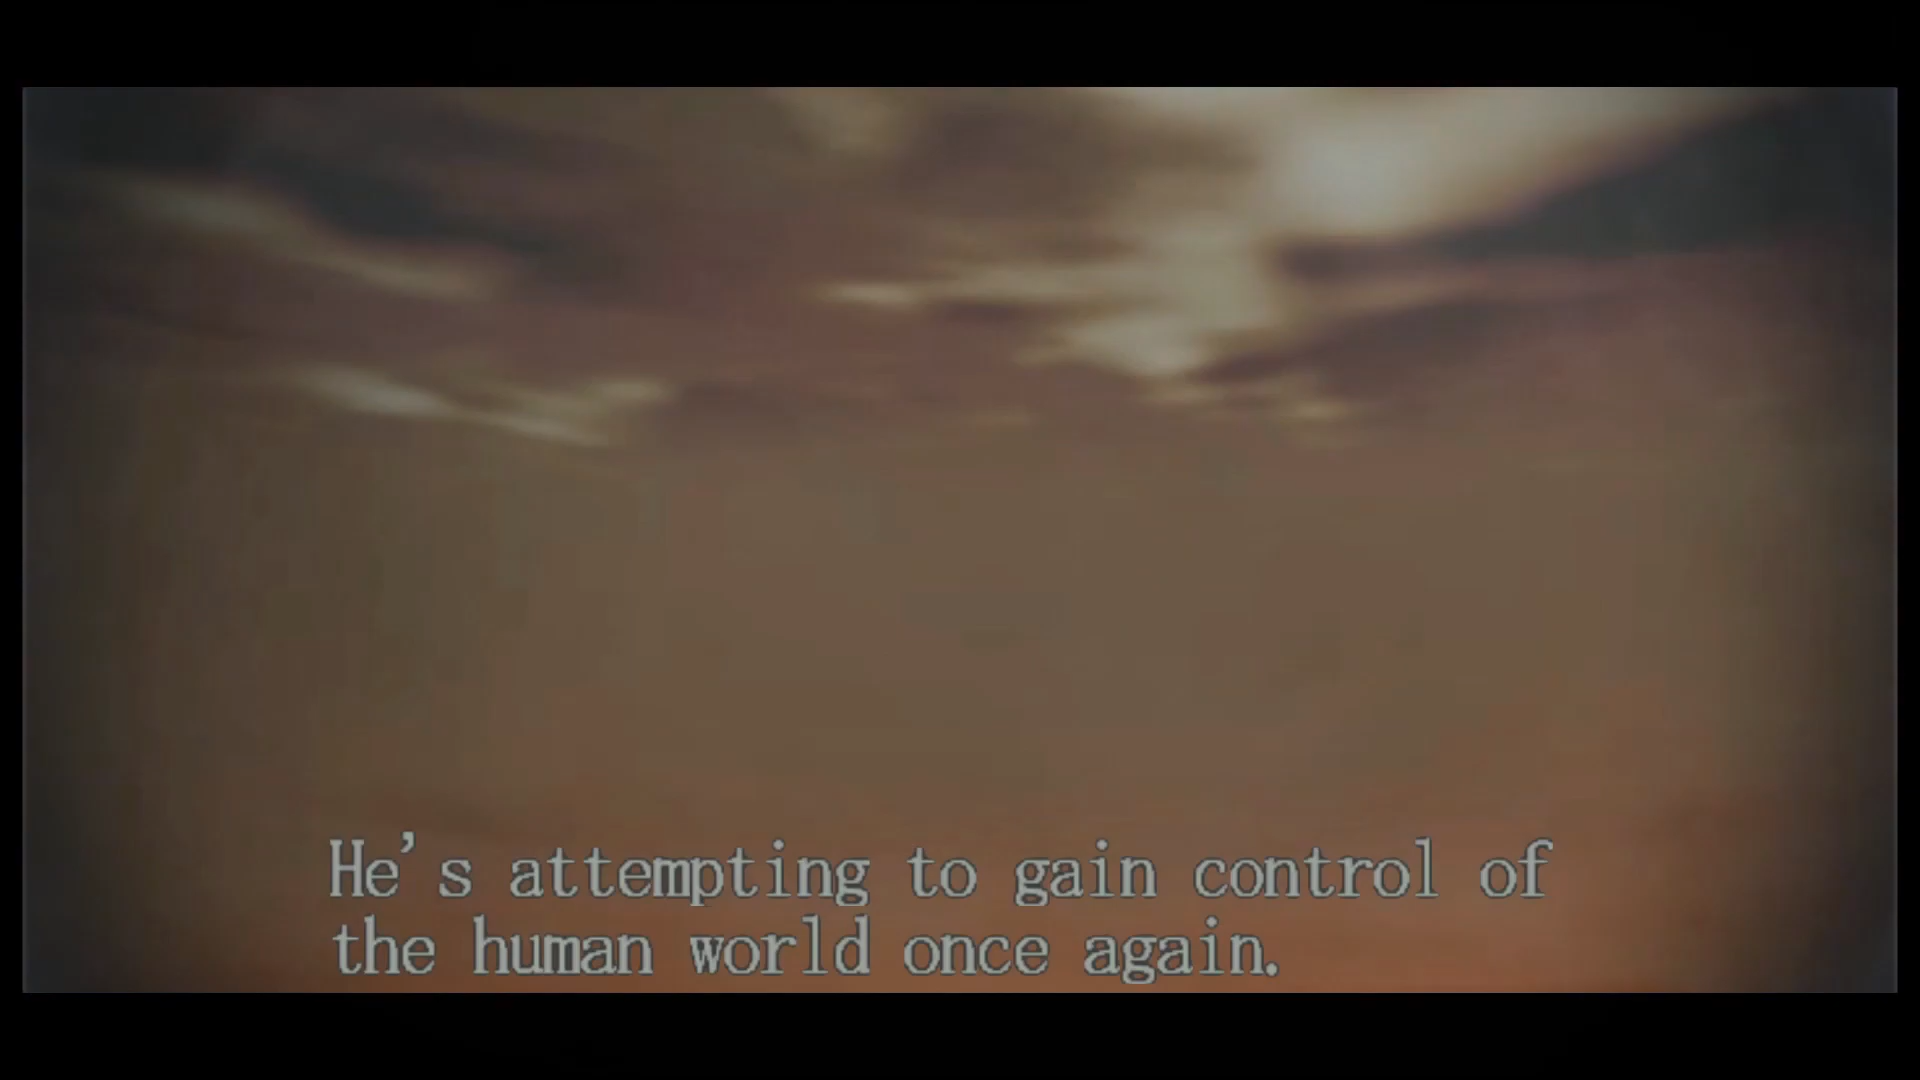 He's attempting to gain control of
the human world once again.